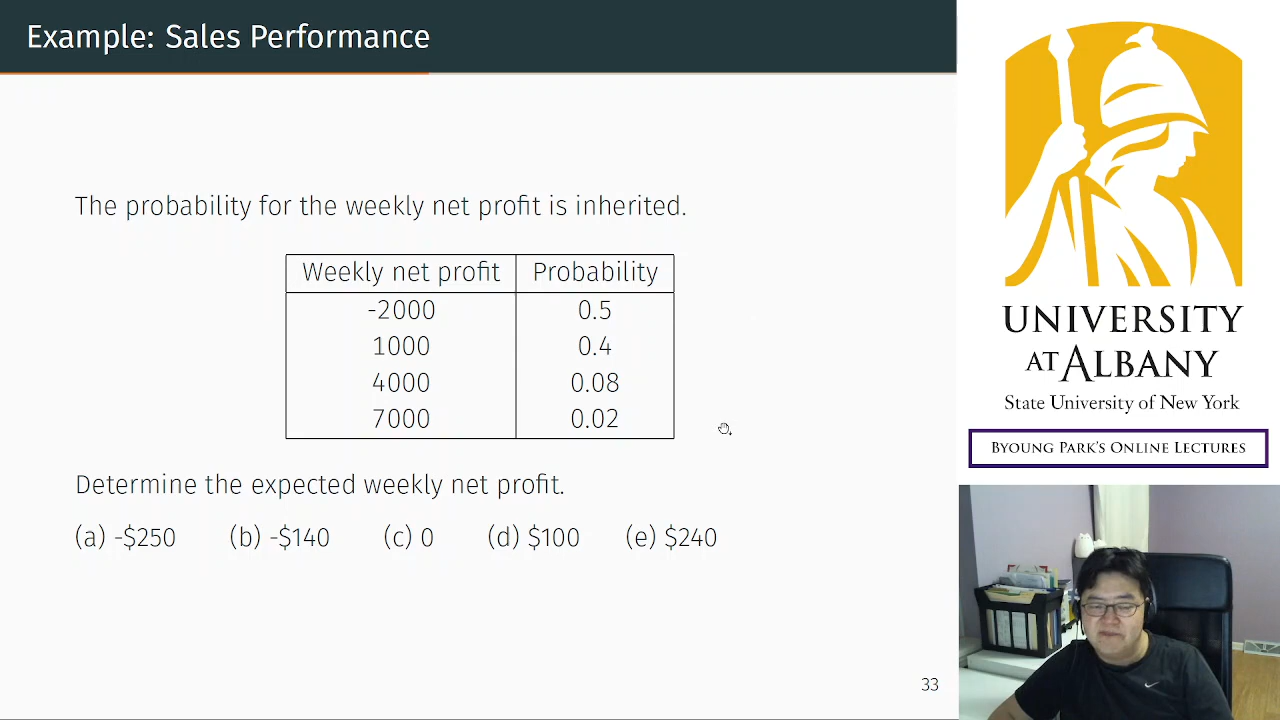 Example: Sales Performance
The probability for the weekly net profit is inherited.
Weekly net profit Probability
-2000 0.5
1000 0.4
4000 0.08
7000 0.02
Determine the expected weekly net profit.
(a) -$250 (b) -$140 (c) 0 (d) $100 (e) $240
33
UNIVERSITY
AT ALBANY
State University of New York
BYOUNG PARK'S ONLINE LECTURES